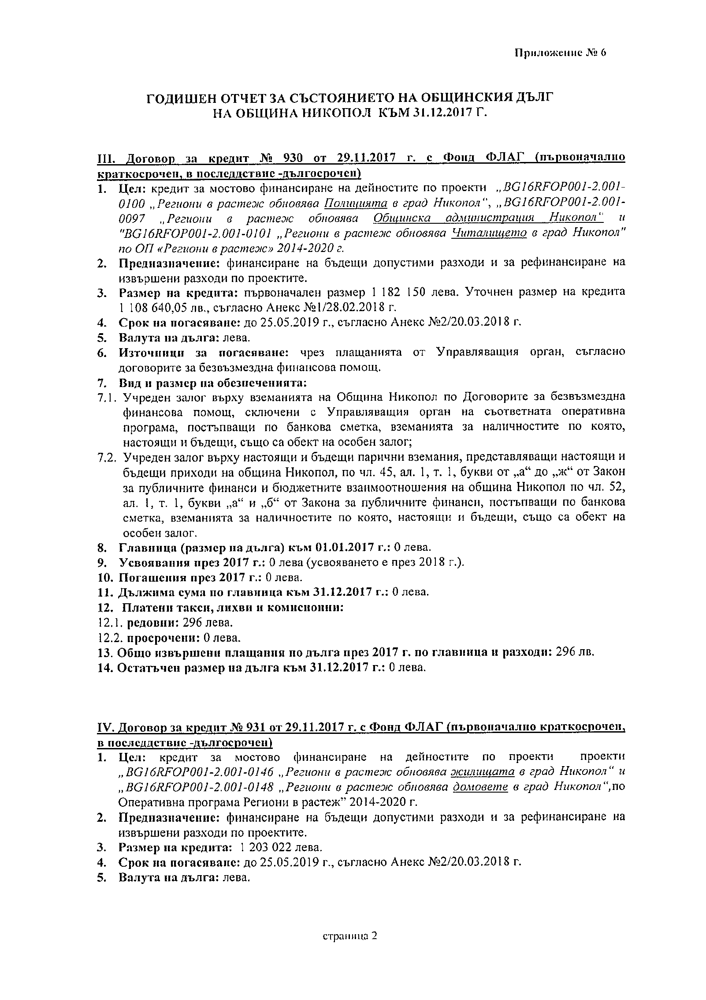 Приложение № 6
ГОДИШЕН ОТЧЕТ ЗА СЪСТОЯНИЕТО НА ОБЩИНСКИЯ ДЪЛГ
НА ОБЩИНА НИКОПОЛ КЪМ 31.12.2017 Г.
III. Договор за кредит № 930 от 29.11.2017 г. с Фонд ФЛАГ (първоначално
краткосрочен, в последдствие -дългосрочен)
1. Цел: кредит за мостово финансиране на дейностите по проекти „BG16RFOP001-2.001-
0100 „Региони в растеж обновява Полицията в град Никопол“, „BG16RFOP001-2.001-
0097 „Региони в растеж обновява Общинска администрация Никопол“ и
"BG16RFOP001-2.001-0101 „Региони в растеж обновява Читалището в град Никопол"
по ОП «Региони в растеж» 2014-2020 г.
2. Предназначение: финансиране на бъдещи допустими разходи и за рефинансиране на
извършени разходи по проектите.
3. Размер на кредита: първоначален размер 1 182 150 лева. Уточнен размер на кредита
1 108 640,05 лв., съгласно Анекс №1/28.02.2018 г.
4. Срок на погасяване: до 25.05.2019 г., съгласно Анекс №2/20.03.2018 г.
5. Валута на дълга: лева.
6. Източници за погасяване: чрез плащанията от Управляващия орган, съгласно
договорите за безвъзмездна финансова помощ.
7. Вид и размер на обезпеченията:
7.1. Учреден залог върху вземанията на Община Никопол по Договорите за безвъзмездна
финансова помощ, сключени с Управляващия орган на съответната оперативна
програма, постъпващи по банкова сметка, вземанията за наличностите по която,
настоящи и бъдещи, също са обект на особен залог;
7.2. Учреден залог върху настоящи и бъдещи парични вземания, представляващи настоящи и
бъдещи приходи на община Никопол, по чл. 45, ал. 1, т. 1, букви от „а“ до „ж“ от Закон
за публичните финанси и бюджетните взаимоотношения на община Никопол по чл. 52,
ал. 1, т. 1, букви „а“ и „б“ от Закона за публичните финанси, постъпващи по банкова
сметка, вземанията за наличностите по която, настоящи и бъдещи, също са обект на
особен залог.
8. Главница (размер на дълга) към 01.01.2017 г.: 0 лева.
9. Усвоявания през 2017 г.: 0 лева (усвояването е през 2018 г.).
10. Погашения през 2017 г.: 0 лева.
11. Дължима сума по главница към 31.12.2017 г.: 0 лева.
12. Платени такси, лихви и комисионни:
12.1. редовни: 296 лева.
12.2. просрочени: 0 лева.
13. Общо извършени плащания по дълга през 2017 г. по главница и разходи: 296 лв.
14. Остатъчен размер на дълга към 31.12.2017 г.: 0 лева.
IV. Договор за кредит № 931 от 29.11.2017 г. с Фонд ФЛАГ (първоначално краткосрочен,
в последдствие -дългосрочен)
1. Цел: кредит за мостово финансиране на дейностите по проекти проекти
„BG16RFOP001-2.001-0146 „Региони в растеж обновява жилищата в град Никопол“ и
„BG16RFOP001-2.001-0148 „Региони в растеж обновява домовете в град Никопол“,по
Оперативна програма Региони в растеж” 2014-2020 г.
2. Предназначение: финансиране на бъдещи допустими разходи и за рефинансиране на
извършени разходи по проектите.
3. Размер на кредита: 1 203 022 лева.
4. Срок на погасяване: до 25.05.2019 г., съгласно Анекс №2/20.03.2018 г.
5. Валута на дълга: лева.
страница 2